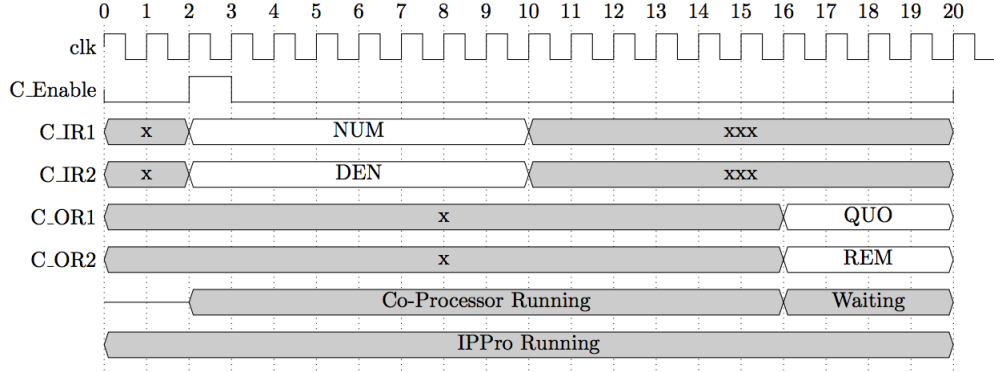 0 1 2 3 4 5 6 7 8 9 10 11 12 13 14 15 16 17 18 19 20
clk
C_Enable
C_IR1 x NUM xxx
C_IR2 x DEN xxx
C_OR1 x QUO
C_OR2 x REM
Co-Processor Running Waiting
IPPro Running